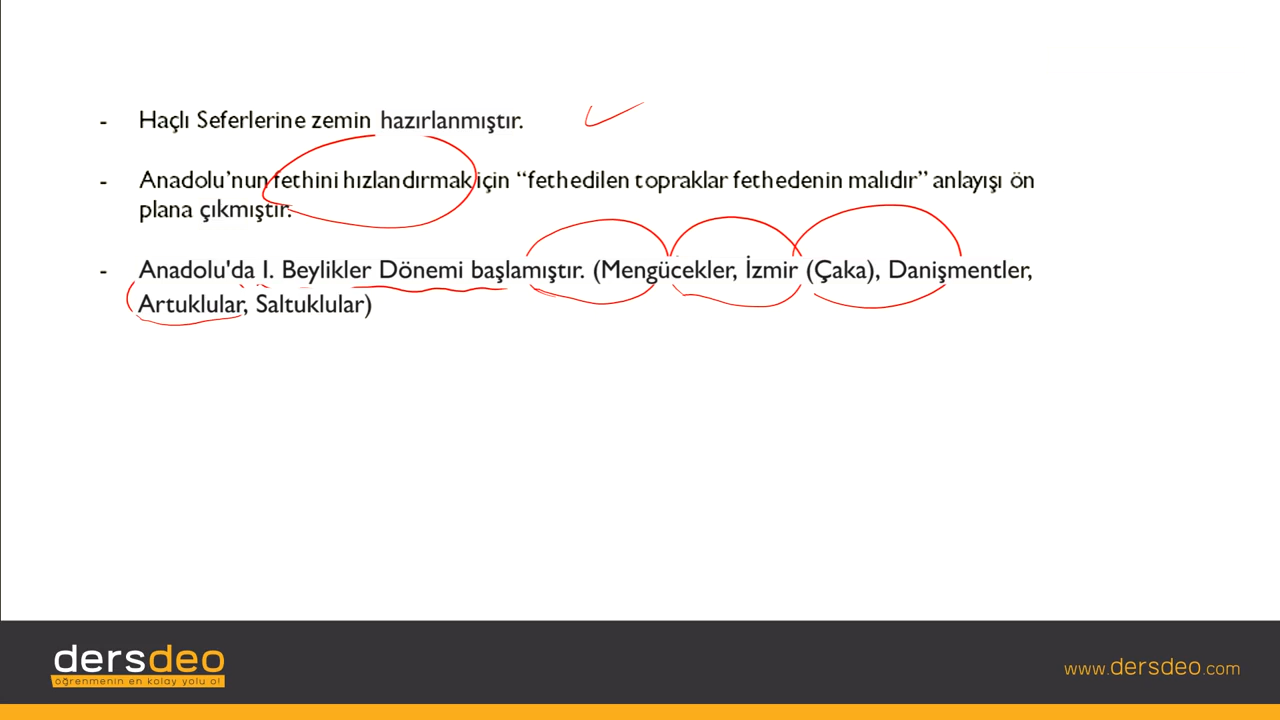 - Haçlı Seferlerine zemin hazırlanmıştır.
- Anadolu’nun fethini hızlandırmak için “fethedilen topraklar fethedenin malıdır” anlayışı ön
plana çıkmıştır.
- Anadolu'da I. Beylikler Dönemi başlamıştır. (Mengücekler, İzmir (Çaka), Danişmentler,
Artuklular, Saltuklular)
dersdeo
öğrenmenin en kolay yolu o!
www.dersdeo.com